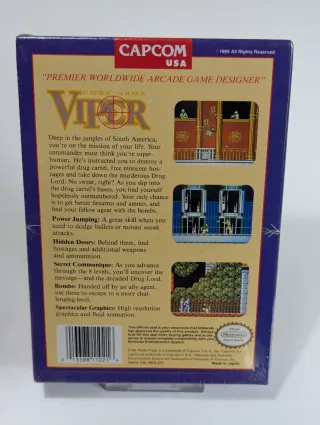 CAPCOM
USA
©1989 All Rights Reserved
"PREMIER WORLDWIDE ARCADE GAME DESIGNER"
CODE NAME
VIPER
Deep in the jungles of South America,
you're on the mission of your life. Your
commander must think you're super-
human. He's instructed you to destroy a
powerful drug cartel, free innocent hos-
tages and take down the murderous Drug
Lord. No sweat, right? As you slip into
the drug cartel's bases, you find yourself
hopelessly outnumbered. Your only chance
is to get better firearms and ammo, and
find your fellow agent with the bombs.
Power Jumping: A great skill when you
need to dodge bullets or mount sneak
attacks.
Hidden Doors: Behind them, find
hostages and additional weapons
and ammunition.
Secret Communique: As you advance
through the 8 levels, you'll uncover the
message—and the dreaded Drug Lord.
Bombs: Handed off by an ally agent,
use these to escape to a more chal-
lenging level.
Spectacular Graphics: High resolution
graphics and fluid animation.
Made in Japan